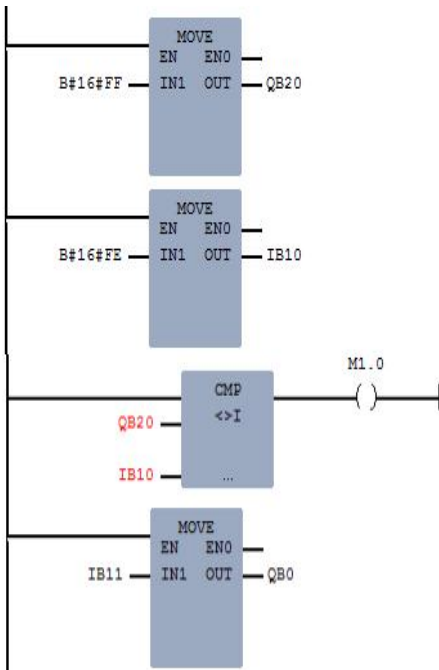 MOVE
EN ENO
B#16#FF IN1 OUT QB20
MOVE
EN ENO
B#16#FE IN1 OUT IB10
M1.0
CMP
<>I
( )
QB20
IB10 ...
MOVE
EN ENO
IB11 IN1 OUT QB0